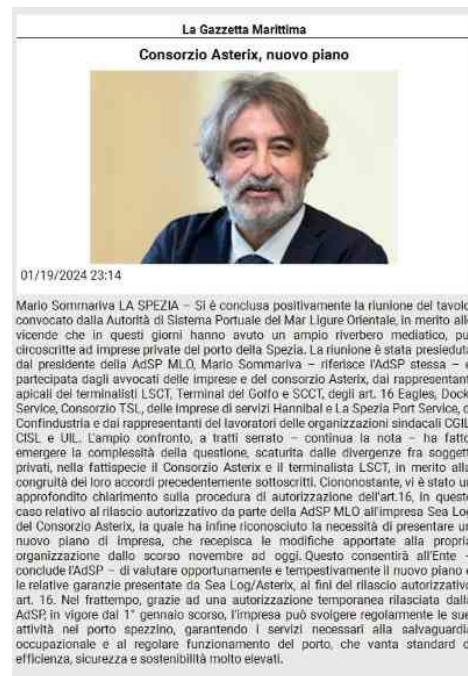 La Gazzetta Marittima
Consorzio Asterix, nuovo piano
01/19/2024 23:14
Mario Sommariva LA SPEZIA – Si è conclusa positivamente la riunione del tavolo
convocato dalla Autorità di Sistema Portuale del Mar Ligure Orientale, in merito alle
vicende che in questi giorni hanno avuto un ampio riverbero mediatico, pur
circoscritte ad imprese private del porto della Spezia. La riunione è stata presieduta
dal presidente della AdSP MLO, Mario Sommariva – riferisce l'AdSP stessa – e
partecipata dagli avvocati delle imprese e del consorzio Asterix, dai rappresentanti
apicali dei terminalisti LSCT, Terminal del Golfo e SCCT, degli art. 16 Eagles, Dock
Service, Consorzio TSL, delle imprese di servizi Hannibal e La Spezia Port Service, di
Confindustria e dai rappresentanti dei lavoratori delle organizzazioni sindacali CGIL
CISL e UIL. L'ampio confronto, a tratti serrato – continua la nota – ha fatto
emergere la complessità della questione, scaturita dalle divergenze fra soggetti
privati, nella fattispecie il Consorzio Asterix e il terminalista LSCT, in merito alla
congruità dei loro accordi precedentemente sottoscritti. Ciononostante, vi è stato un
approfondito chiarimento sulla procedura di autorizzazione dell'art.16, in questo
caso relativo al rilascio autorizzativo da parte della AdSP MLO all'impresa Sea Log
del Consorzio Asterix, la quale ha infine riconosciuto la necessità di presentare un
nuovo piano di impresa, che recepisca le modifiche apportate alla propria
organizzazione dallo scorso novembre ad oggi. Questo consentirà all'Ente –
conclude l'AdSP – di valutare opportunamente e tempestivamente il nuovo piano e
le relative garanzie presentate da Sea Log/Asterix, ai fini del rilascio autorizzativo
art. 16. Nel frattempo, grazie ad una autorizzazione temporanea rilasciata dalla
AdSP, in vigore dal 1° gennaio scorso, l'impresa può svolgere regolarmente le sue
attività nel porto spezzino, garantendo i servizi necessari alla salvaguardia
occupazionale e al regolare funzionamento del porto, che vanta standard di
efficienza, sicurezza e sostenibilità molto elevati.